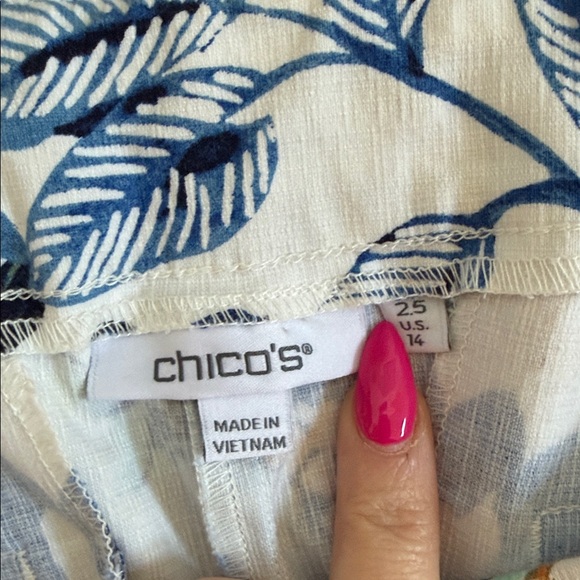 chico's®
MADE IN
VIETNAM
2.5
U.S.
14